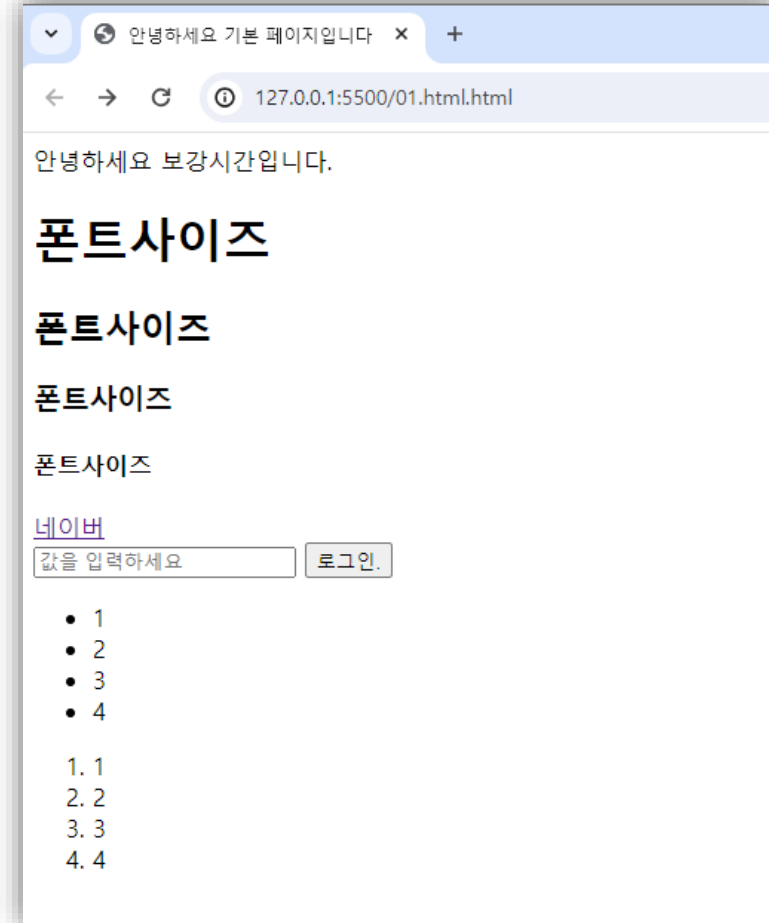 안녕하세요 기본 페이지입니다
127.0.0.1:5500/01.html.html
안녕하세요 보강시간입니다.
폰트사이즈
폰트사이즈
폰트사이즈
폰트사이즈
네이버
값을 입력하세요 로그인.
• 1
• 2
• 3
• 4
1. 1
2. 2
3. 3
4. 4